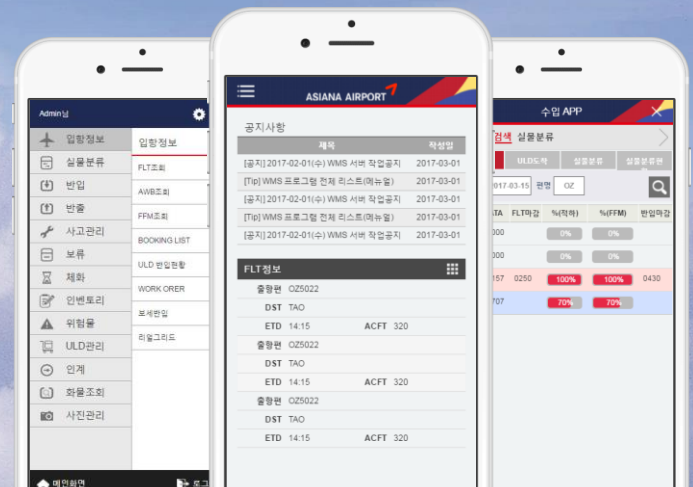 Admin님
입항정보
실물분류
반입
반출
사고관리
보류
체화
인벤토리
위험물
ULD관리
인계
화물조회
사진관리
메인화면
로그
입항정보
FLT조회
AWB조회
FFM조회
BOOKING LIST
ULD 반입현황
WORK ORER
보세반입
리얼그리드
ASIANA AIRPORT
공지사항
제목 작성일
[공지] 2017-02-01(수) WMS 서버 작업공지 2017-03-01
[Tip] WMS 프로그램 전체 리스트(메뉴얼) 2017-03-01
[공지] 2017-02-01(수) WMS 서버 작업공지 2017-03-01
[Tip] WMS 프로그램 전체 리스트(메뉴얼) 2017-03-01
[공지] 2017-02-01(수) WMS 서버 작업공지 2017-03-01
FLT정보
출항편 OZ5022
DST TAO
ETD 14:15 ACFT 320
출항편 OZ5022
DST TAO
ETD 14:15 ACFT 320
출항편 OZ5022
DST TAO
ETD 14:15 ACFT 320
수입 APP
검색 실물분류
ULD도착 실물분류 실물분류완
2017-03-15 편명 OZ
ATA FLT마감 %(적하) %(FFM) 반입마감
000 0% 0%
000 0% 0%
157 0250 100% 100% 0430
707 70% 70%